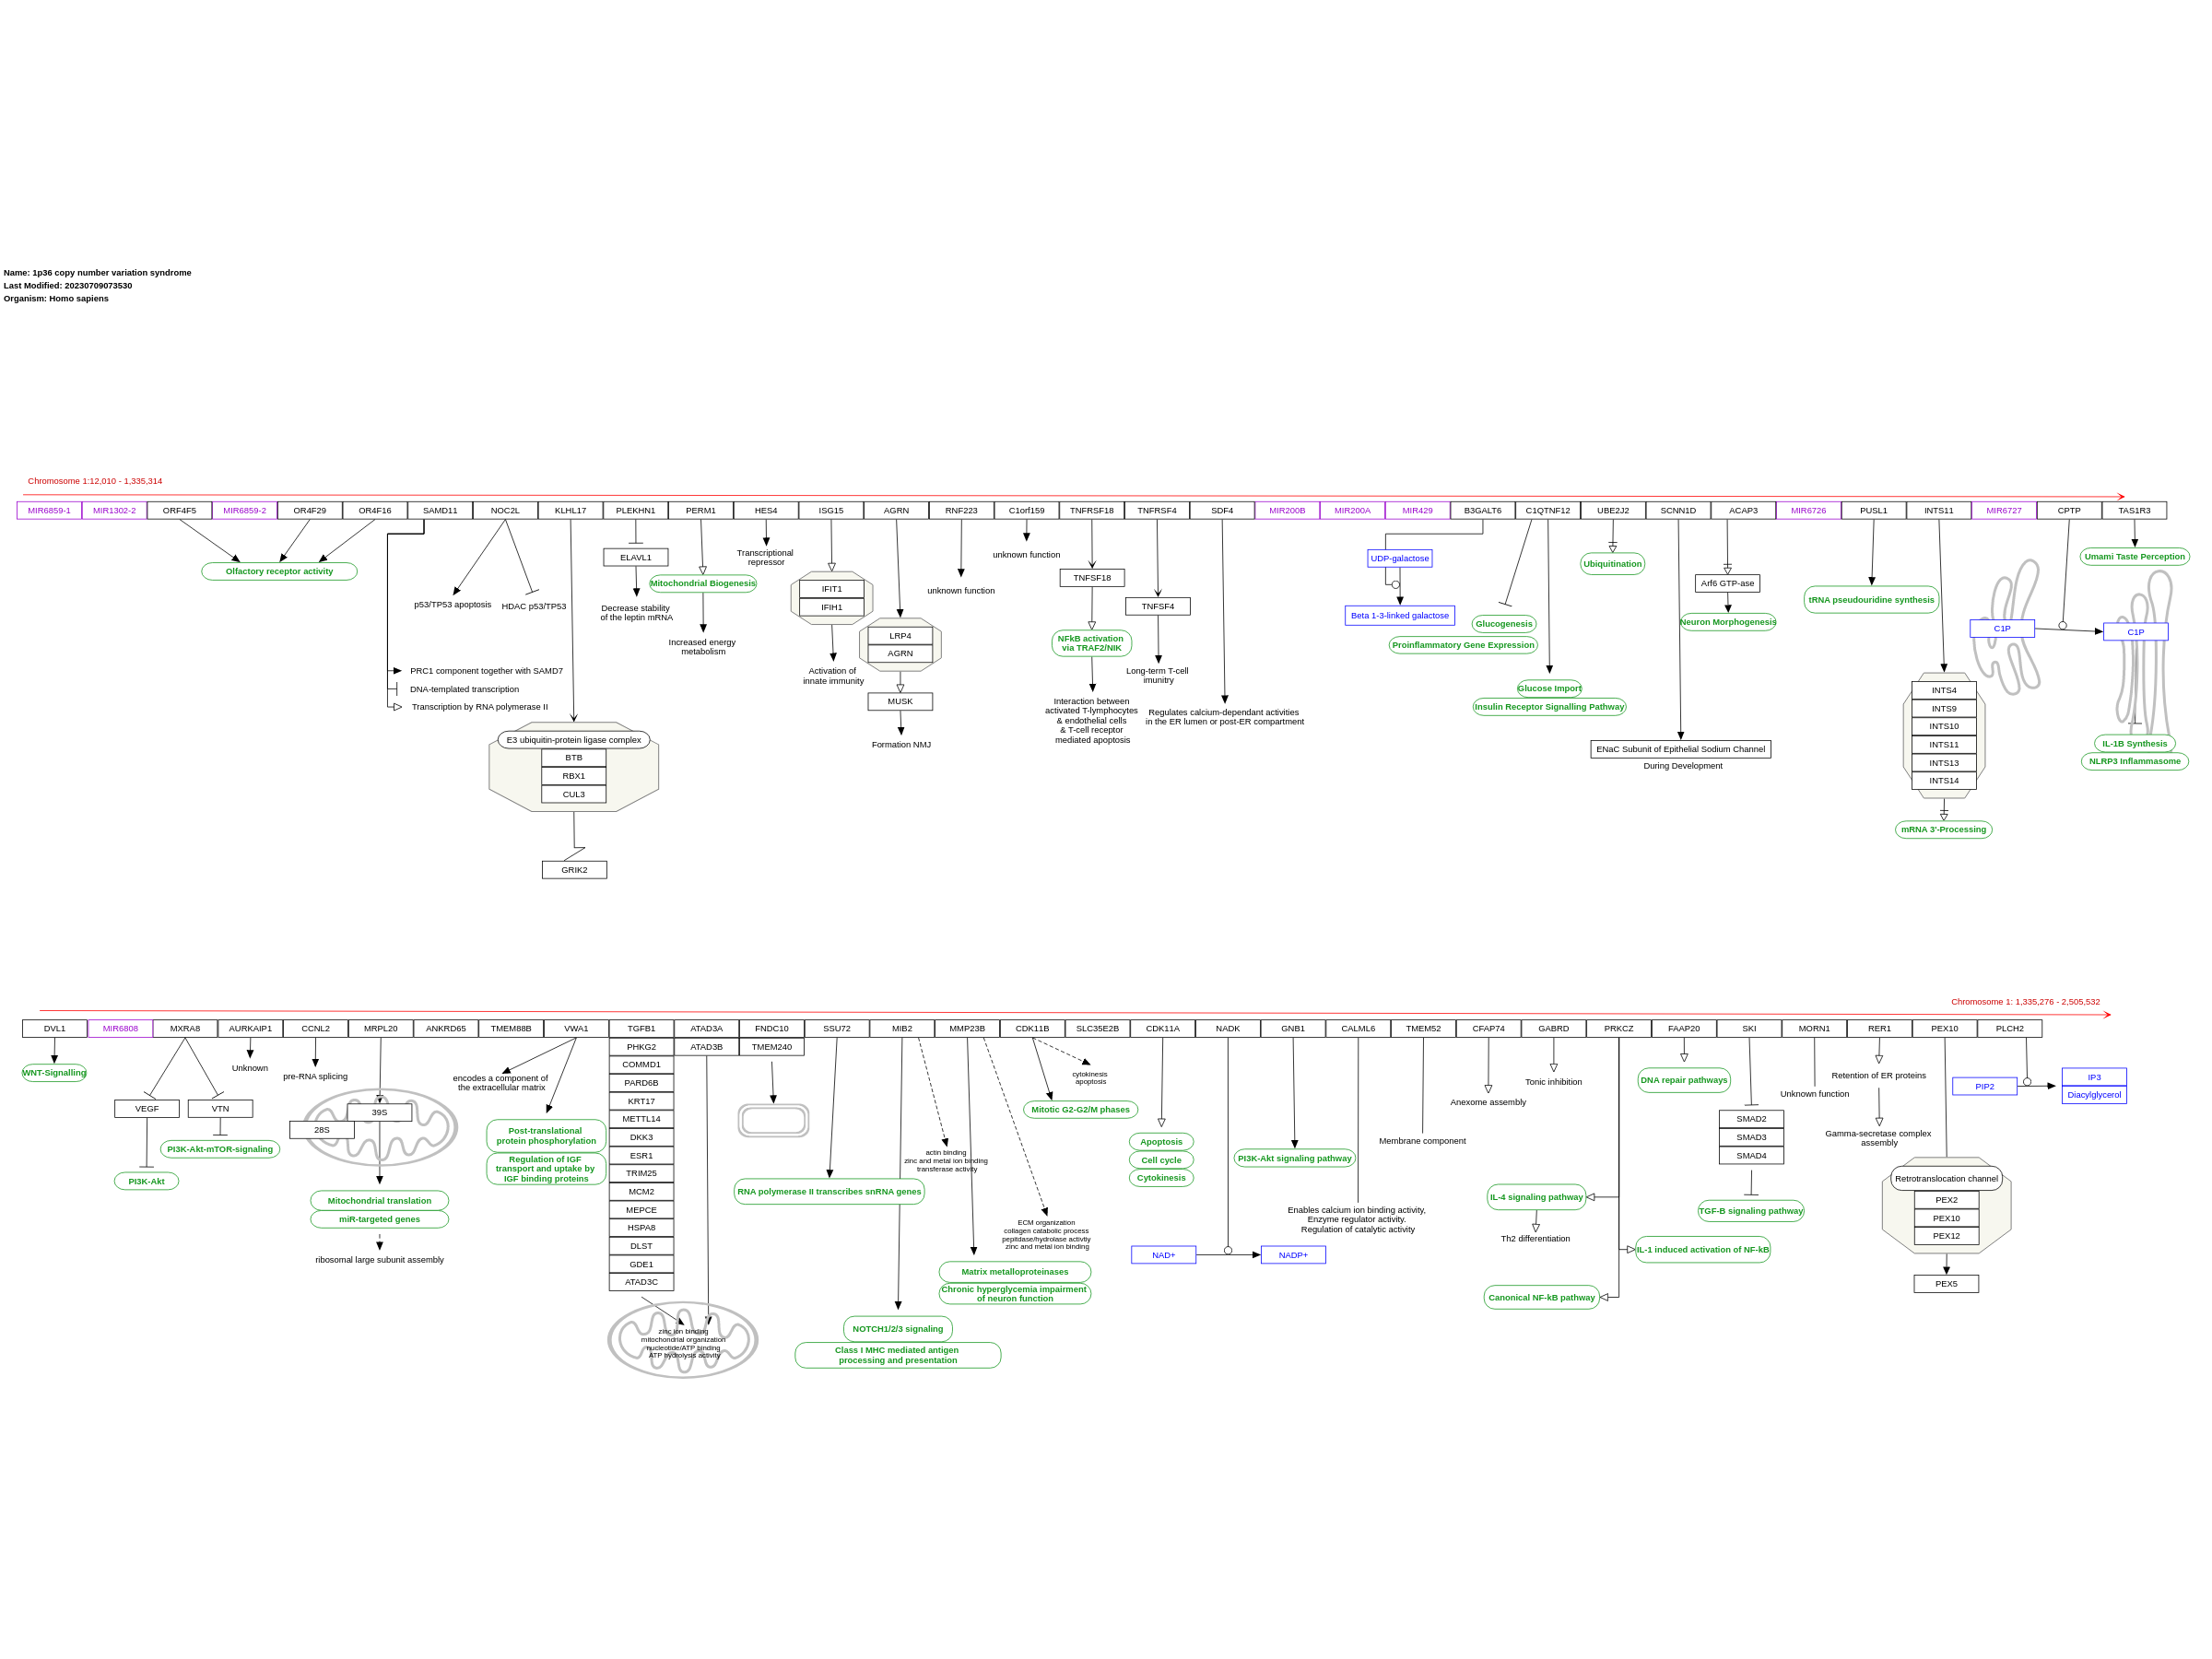 Name: 1p36 copy number variation syndrome
Last Modified: 20230709073530
Organism: Homo sapiens
Chromosome 1:12,010 - 1,335,314
MIR6859-1
MIR1302-2
ORF4F5
MIR6859-2
OR4F29
OR4F16
SAMD11
NOC2L
KLHL17
PLEKHN1
PERM1
HES4
ISG15
AGRN
RNF223
C1orf159
TNFRSF18
TNFRSF4
SDF4
MIR200B
MIR200A
MIR429
B3GALT6
C1QTNF12
UBE2J2
SCNN1D
ACAP3
MIR6726
PUSL1
INTS11
MIR6727
CPTP
TAS1R3
Olfactory receptor activity
PRC1 component together with SAMD7
DNA-templated transcription
Transcription by RNA polymerase II
p53/TP53 apoptosis
HDAC p53/TP53
E3 ubiquitin-protein ligase complex
BTB
RBX1
CUL3
GRIK2
ELAVL1
Decrease stability
of the leptin mRNA
Mitochondrial Biogenesis
Increased energy
metabolism
Transcriptional
repressor
IFIT1
IFIH1
Activation of
innate immunity
LRP4
AGRN
MUSK
Formation NMJ
unknown function
unknown function
TNFSF18
NFkB activation
via TRAF2/NIK
Interaction between
activated T-lymphocytes
& endothelial cells
& T-cell receptor
mediated apoptosis
TNFSF4
Long-term T-cell
imunitry
Regulates calcium-dependant activities
in the ER lumen or post-ER compartment
UDP-galactose
Beta 1-3-linked galactose
Glucogenesis
Proinflammatory Gene Expression
Glucose Import
Insulin Receptor Signalling Pathway
Ubiquitination
ENaC Subunit of Epithelial Sodium Channel
During Development
Arf6 GTP-ase
Neuron Morphogenesis
tRNA pseudouridine synthesis
INTS4
INTS9
INTS10
INTS11
INTS13
INTS14
mRNA 3'-Processing
C1P
C1P
Umami Taste Perception
IL-1B Synthesis
NLRP3 Inflammasome
Chromosome 1: 1,335,276 - 2,505,532
DVL1
MIR6808
MXRA8
AURKAIP1
CCNL2
MRPL20
ANKRD65
TMEM88B
VWA1
TGFB1
ATAD3A
FNDC10
SSU72
MIB2
MMP23B
CDK11B
SLC35E2B
CDK11A
NADK
GNB1
CALML6
TMEM52
CFAP74
GABRD
PRKCZ
FAAP20
SKI
MORN1
RER1
PEX10
PLCH2
PHKG2
COMMD1
PARD6B
KRT17
METTL14
DKK3
ESR1
TRIM25
MCM2
MEPCE
HSPA8
DLST
GDE1
ATAD3C
ATAD3B
TMEM240
WNT-Signalling
VEGF
VTN
PI3K-Akt-mTOR-signaling
PI3K-Akt
Unknown
pre-RNA splicing
39S
28S
Mitochondrial translation
miR-targeted genes
ribosomal large subunit assembly
encodes a component of
the extracellular matrix
Post-translational
protein phosphorylation
Regulation of IGF
transport and uptake by
IGF binding proteins
zinc ion binding
mitochondrial organization
nucleotide/ATP binding
ATP hydrolysis activity
RNA polymerase II transcribes snRNA genes
actin binding
zinc and metal ion binding
transferase activity
NOTCH1/2/3 signaling
Class I MHC mediated antigen
processing and presentation
ECM organization
collagen catabolic process
pepitdase/hydrolase activtiy
zinc and metal ion binding
Matrix metalloproteinases
Chronic hyperglycemia impairment
of neuron function
cytokinesis
apoptosis
Mitotic G2-G2/M phases
Apoptosis
Cell cycle
Cytokinesis
NAD+
NADP+
PI3K-Akt signaling pathway
Enables calcium ion binding activity,
Enzyme regulator activity.
Regulation of catalytic activity
Membrane component
Anexome assembly
Tonic inhibition
IL-4 signaling pathway
Th2 differentiation
IL-1 induced activation of NF-kB
Canonical NF-kB pathway
DNA repair pathways
SMAD2
SMAD3
SMAD4
TGF-B signaling pathway
Unknown function
Retention of ER proteins
Gamma-secretase complex
assembly
Retrotranslocation channel
PEX2
PEX10
PEX12
PEX5
PIP2
IP3
Diacylglycerol